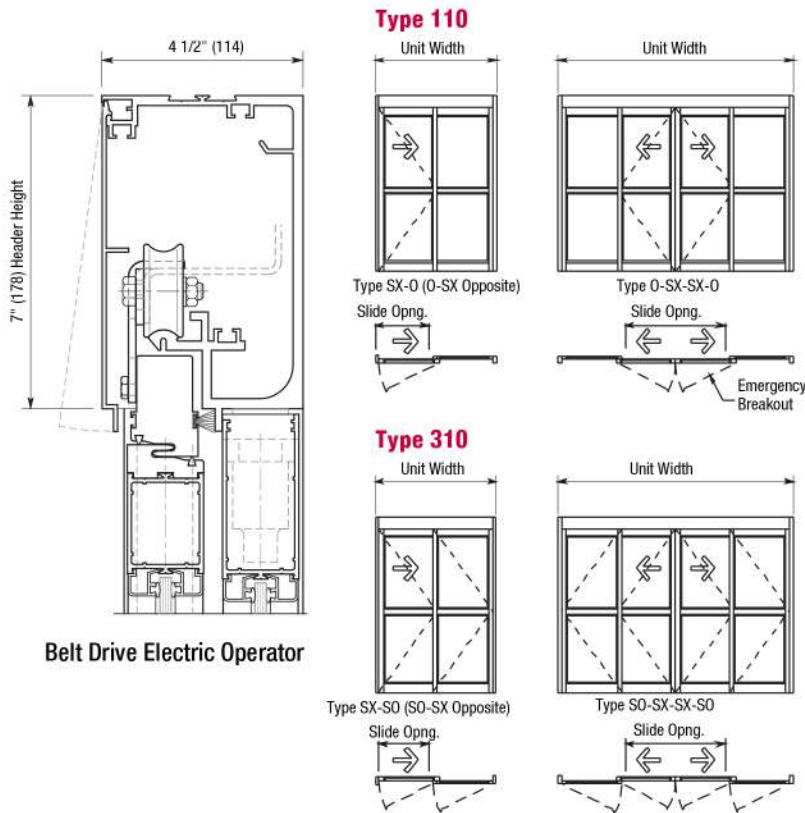 4 1/2" (114)
7" (178) Header Height
Belt Drive Electric Operator
Type 110
Unit Width
Unit Width
Type SX-O (O-SX Opposite)
Type O-SX-SX-O
Slide Opng.
Slide Opng.
Emergency
Breakout
Type 310
Unit Width
Unit Width
Type SX-SO (SO-SX Opposite)
Type SO-SX-SX-SO
Slide Opng.
Slide Opng.